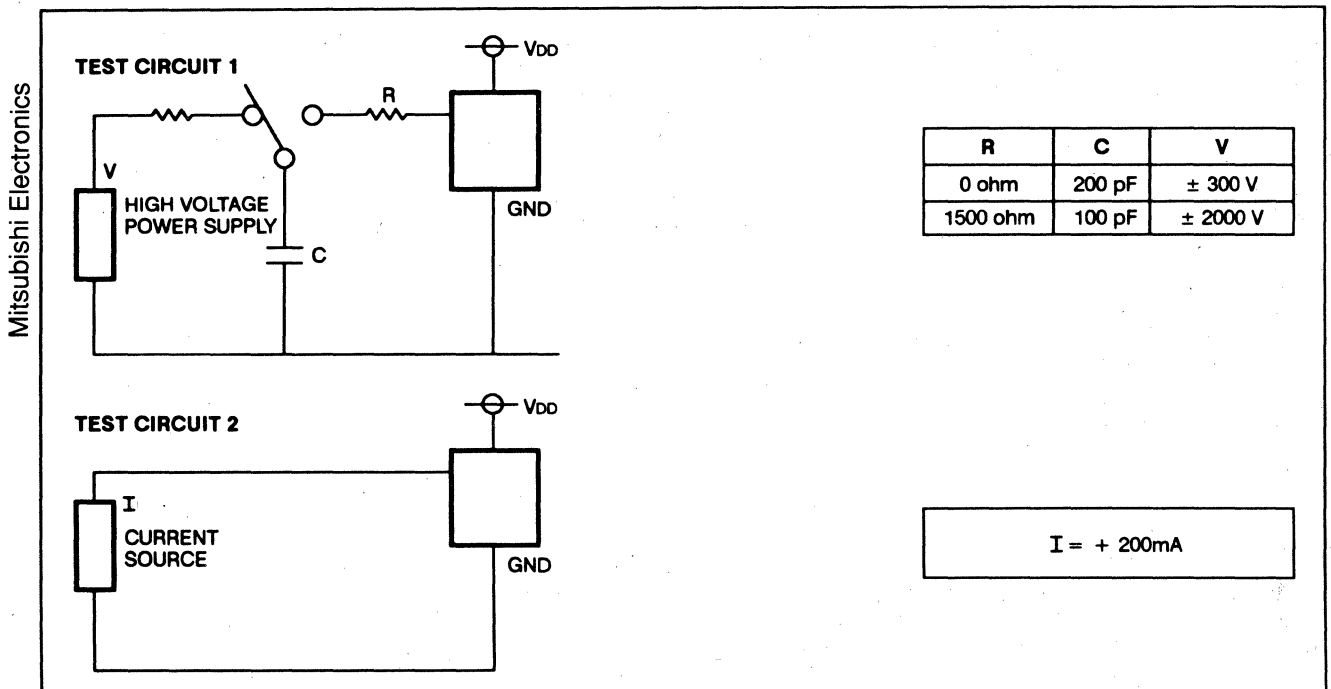 Mitsubishi Electronics
TEST CIRCUIT 1
VDD
R
V
HIGH VOLTAGE
POWER SUPPLY
GND
C
R C V
0 ohm 200 pF ± 300 V
1500 ohm 100 pF ± 2000 V
TEST CIRCUIT 2
VDD
I
CURRENT
SOURCE
GND
I = + 200mA